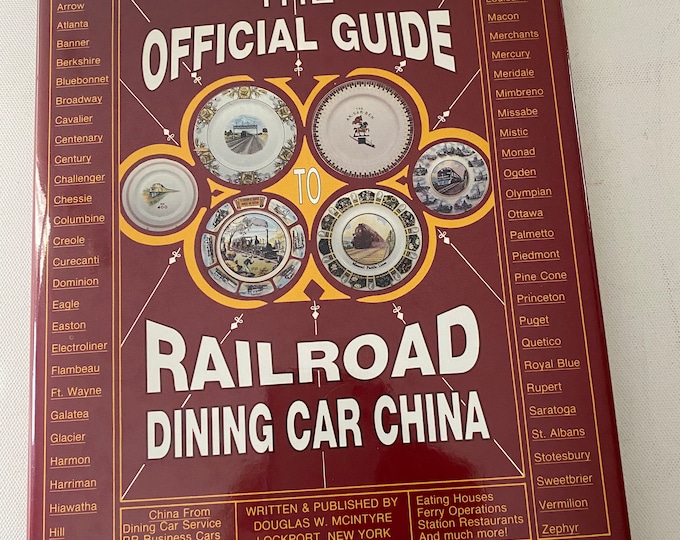 THE
OFFICIAL GUIDE
TO
RAILROAD
DINING CAR CHINA
Arrow
Atlanta
Banner
Berkshire
Bluebonnet
Broadway
Cavalier
Centenary
Century
Challenger
Chessie
Columbine
Creole
Curecanti
Dominion
Eagle
Easton
Electroliner
Flambeau
Ft. Wayne
Galatea
Glacier
Harmon
Harriman
Hiawatha
Hill
Macon
Merchants
Mercury
Meridale
Mimbreno
Missabe
Mistic
Monad
Ogden
Olympian
Ottawa
Palmetto
Piedmont
Pine Cone
Princeton
Puget
Quetico
Royal Blue
Rupert
Saratoga
St. Albans
Stotesbury
Sweetbrier
Vermilion
Zephyr
China From
Dining Car Service
RR Business Cars
WRITTEN & PUBLISHED BY
DOUGLAS W. MCINTYRE
LOCKPORT, NEW YORK
Eating Houses
Ferry Operations
Station Restaurants
And much more!